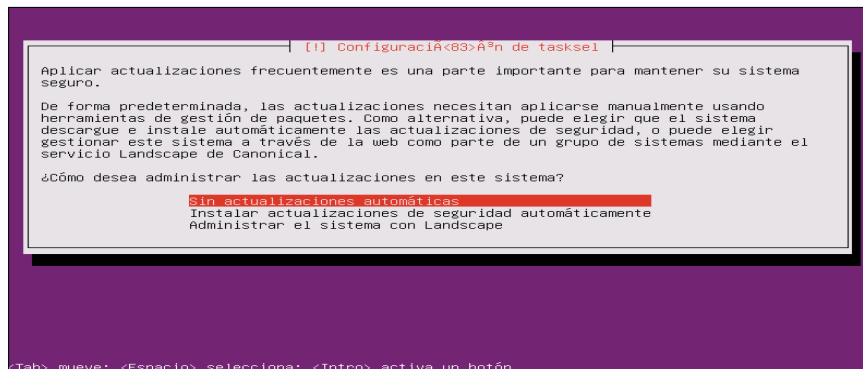 [!] ConfiguraciÃ<83>Â³n de tasksel
Aplicar actualizaciones frecuentemente es una parte importante para mantener su sistema
seguro.
De forma predeterminada, las actualizaciones necesitan aplicarse manualmente usando
herramientas de gestión de paquetes. Como alternativa, puede elegir que el sistema
descargue e instale automáticamente las actualizaciones de seguridad, o puede elegir
gestionar este sistema a través de la web como parte de un grupo de sistemas mediante el
servicio Landscape de Canonical.
¿Cómo desea administrar las actualizaciones en este sistema?
Sin actualizaciones automáticas
Instalar actualizaciones de seguridad automáticamente
Administrar el sistema con Landscape
<Tab> mueve; <Espacio> selecciona; <Intro> activa un botón